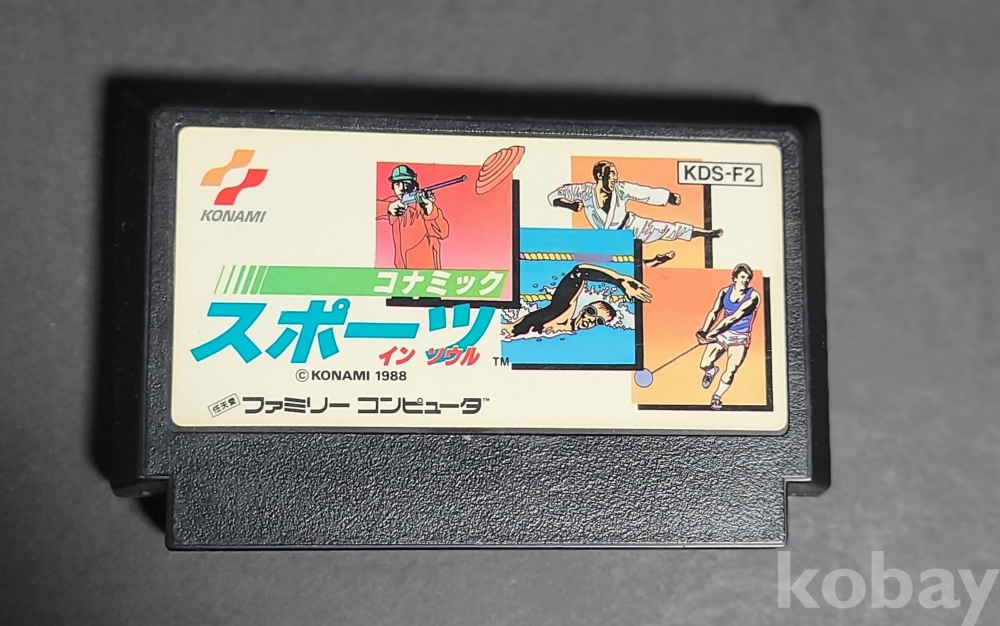 KONAMI
KDS-F2
コナミック
スポーツ
イン ソウル TM
© KONAMI 1988
任天堂 ファミリー コンピュータ TM
kobay